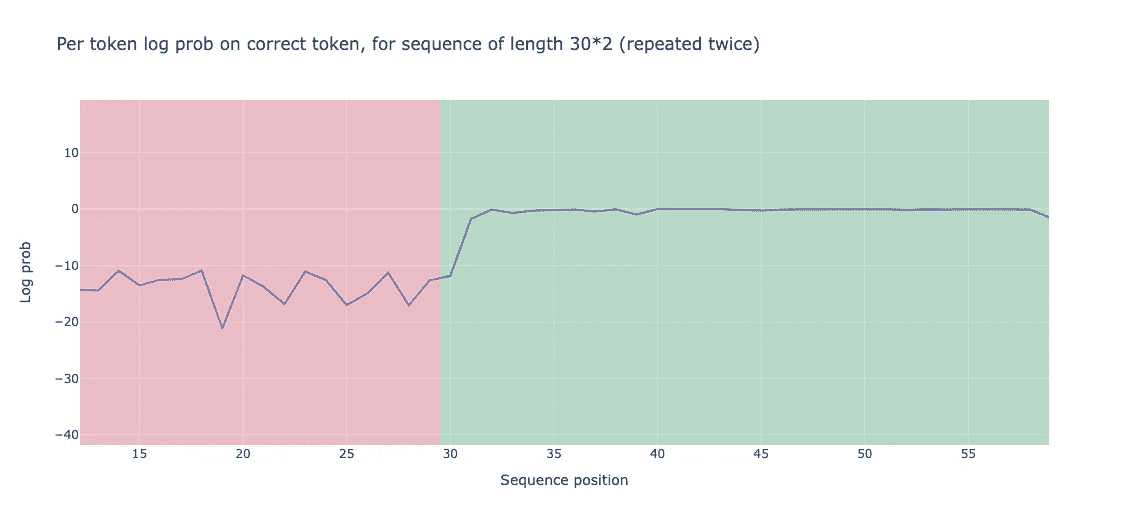 Per token log prob on correct token, for sequence of length 30*2 (repeated twice)
10
0
−10
−20
−30
−40
Log prob
15 20 25 30 35 40 45 50 55
Sequence position